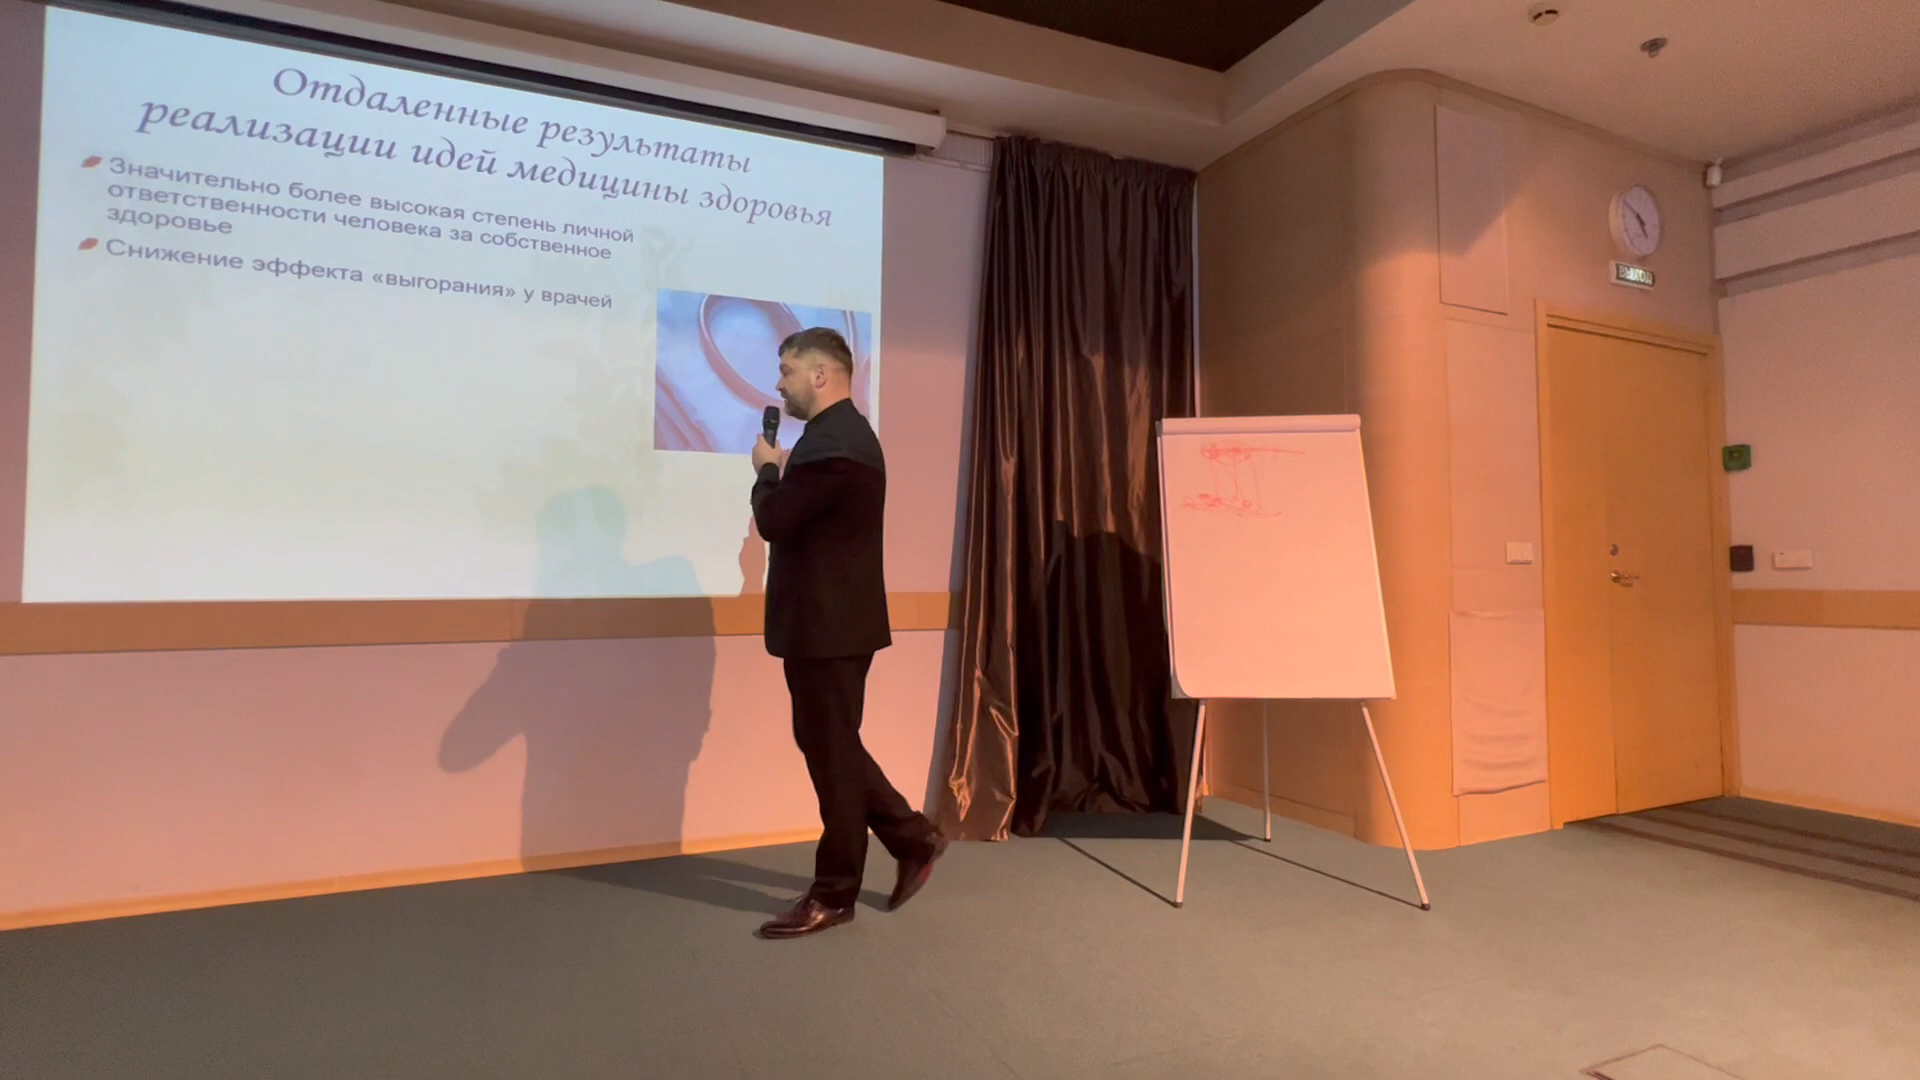 Отдаленные результаты
реализации идей медицины здоровья
Значительно более высокая степень личной
ответственности человека за собственное
здоровье
Снижение эффекта «выгорания» у врачей
ВЫХОД